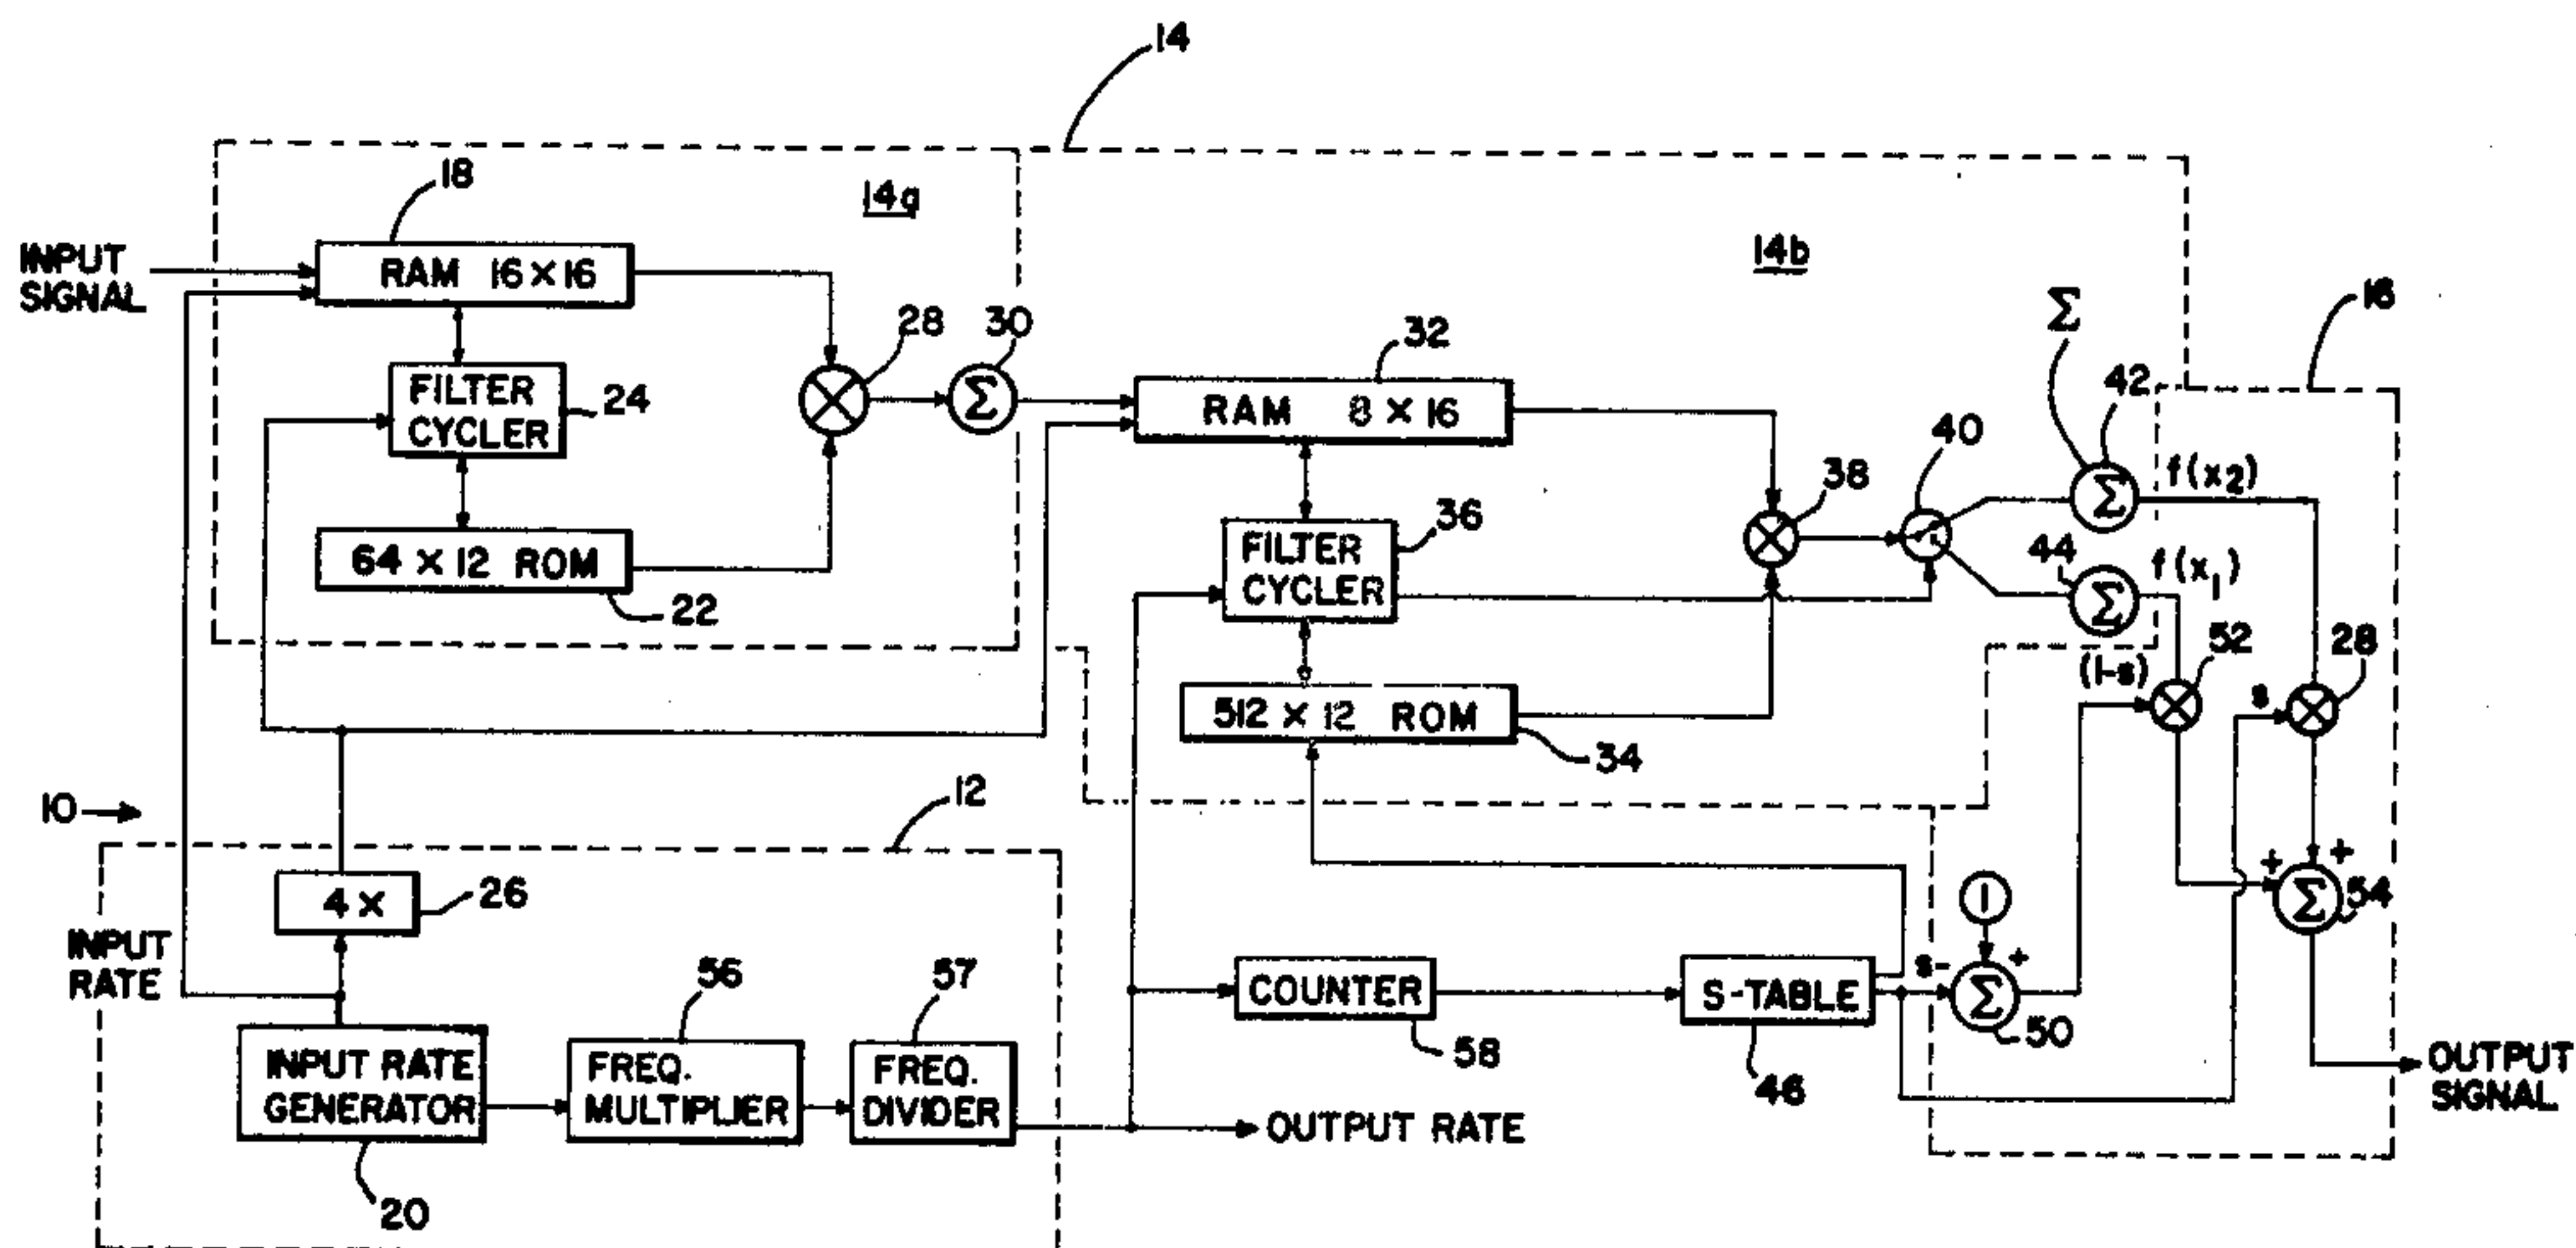 14
18
14a
INPUT
SIGNAL
RAM 16 × 16
14b
28
30
Σ
16
32
42
FILTER
CYCLER
24
Σ
RAM 8 × 16
40
f(x2)
38
Σ
64 × 12 ROM
22
FILTER
CYCLER
36
44
f(x1)
Σ
52
28
(1-s)
s
512 × 12 ROM
34
10
12
4 ×
26
1
+
+
Σ
54
INPUT
RATE
56
57
COUNTER
58
S-TABLE
46
s-
+
Σ
50
INPUT RATE
GENERATOR
20
FREQ.
MULTIPLIER
FREQ.
DIVIDER
OUTPUT RATE
OUTPUT
SIGNAL